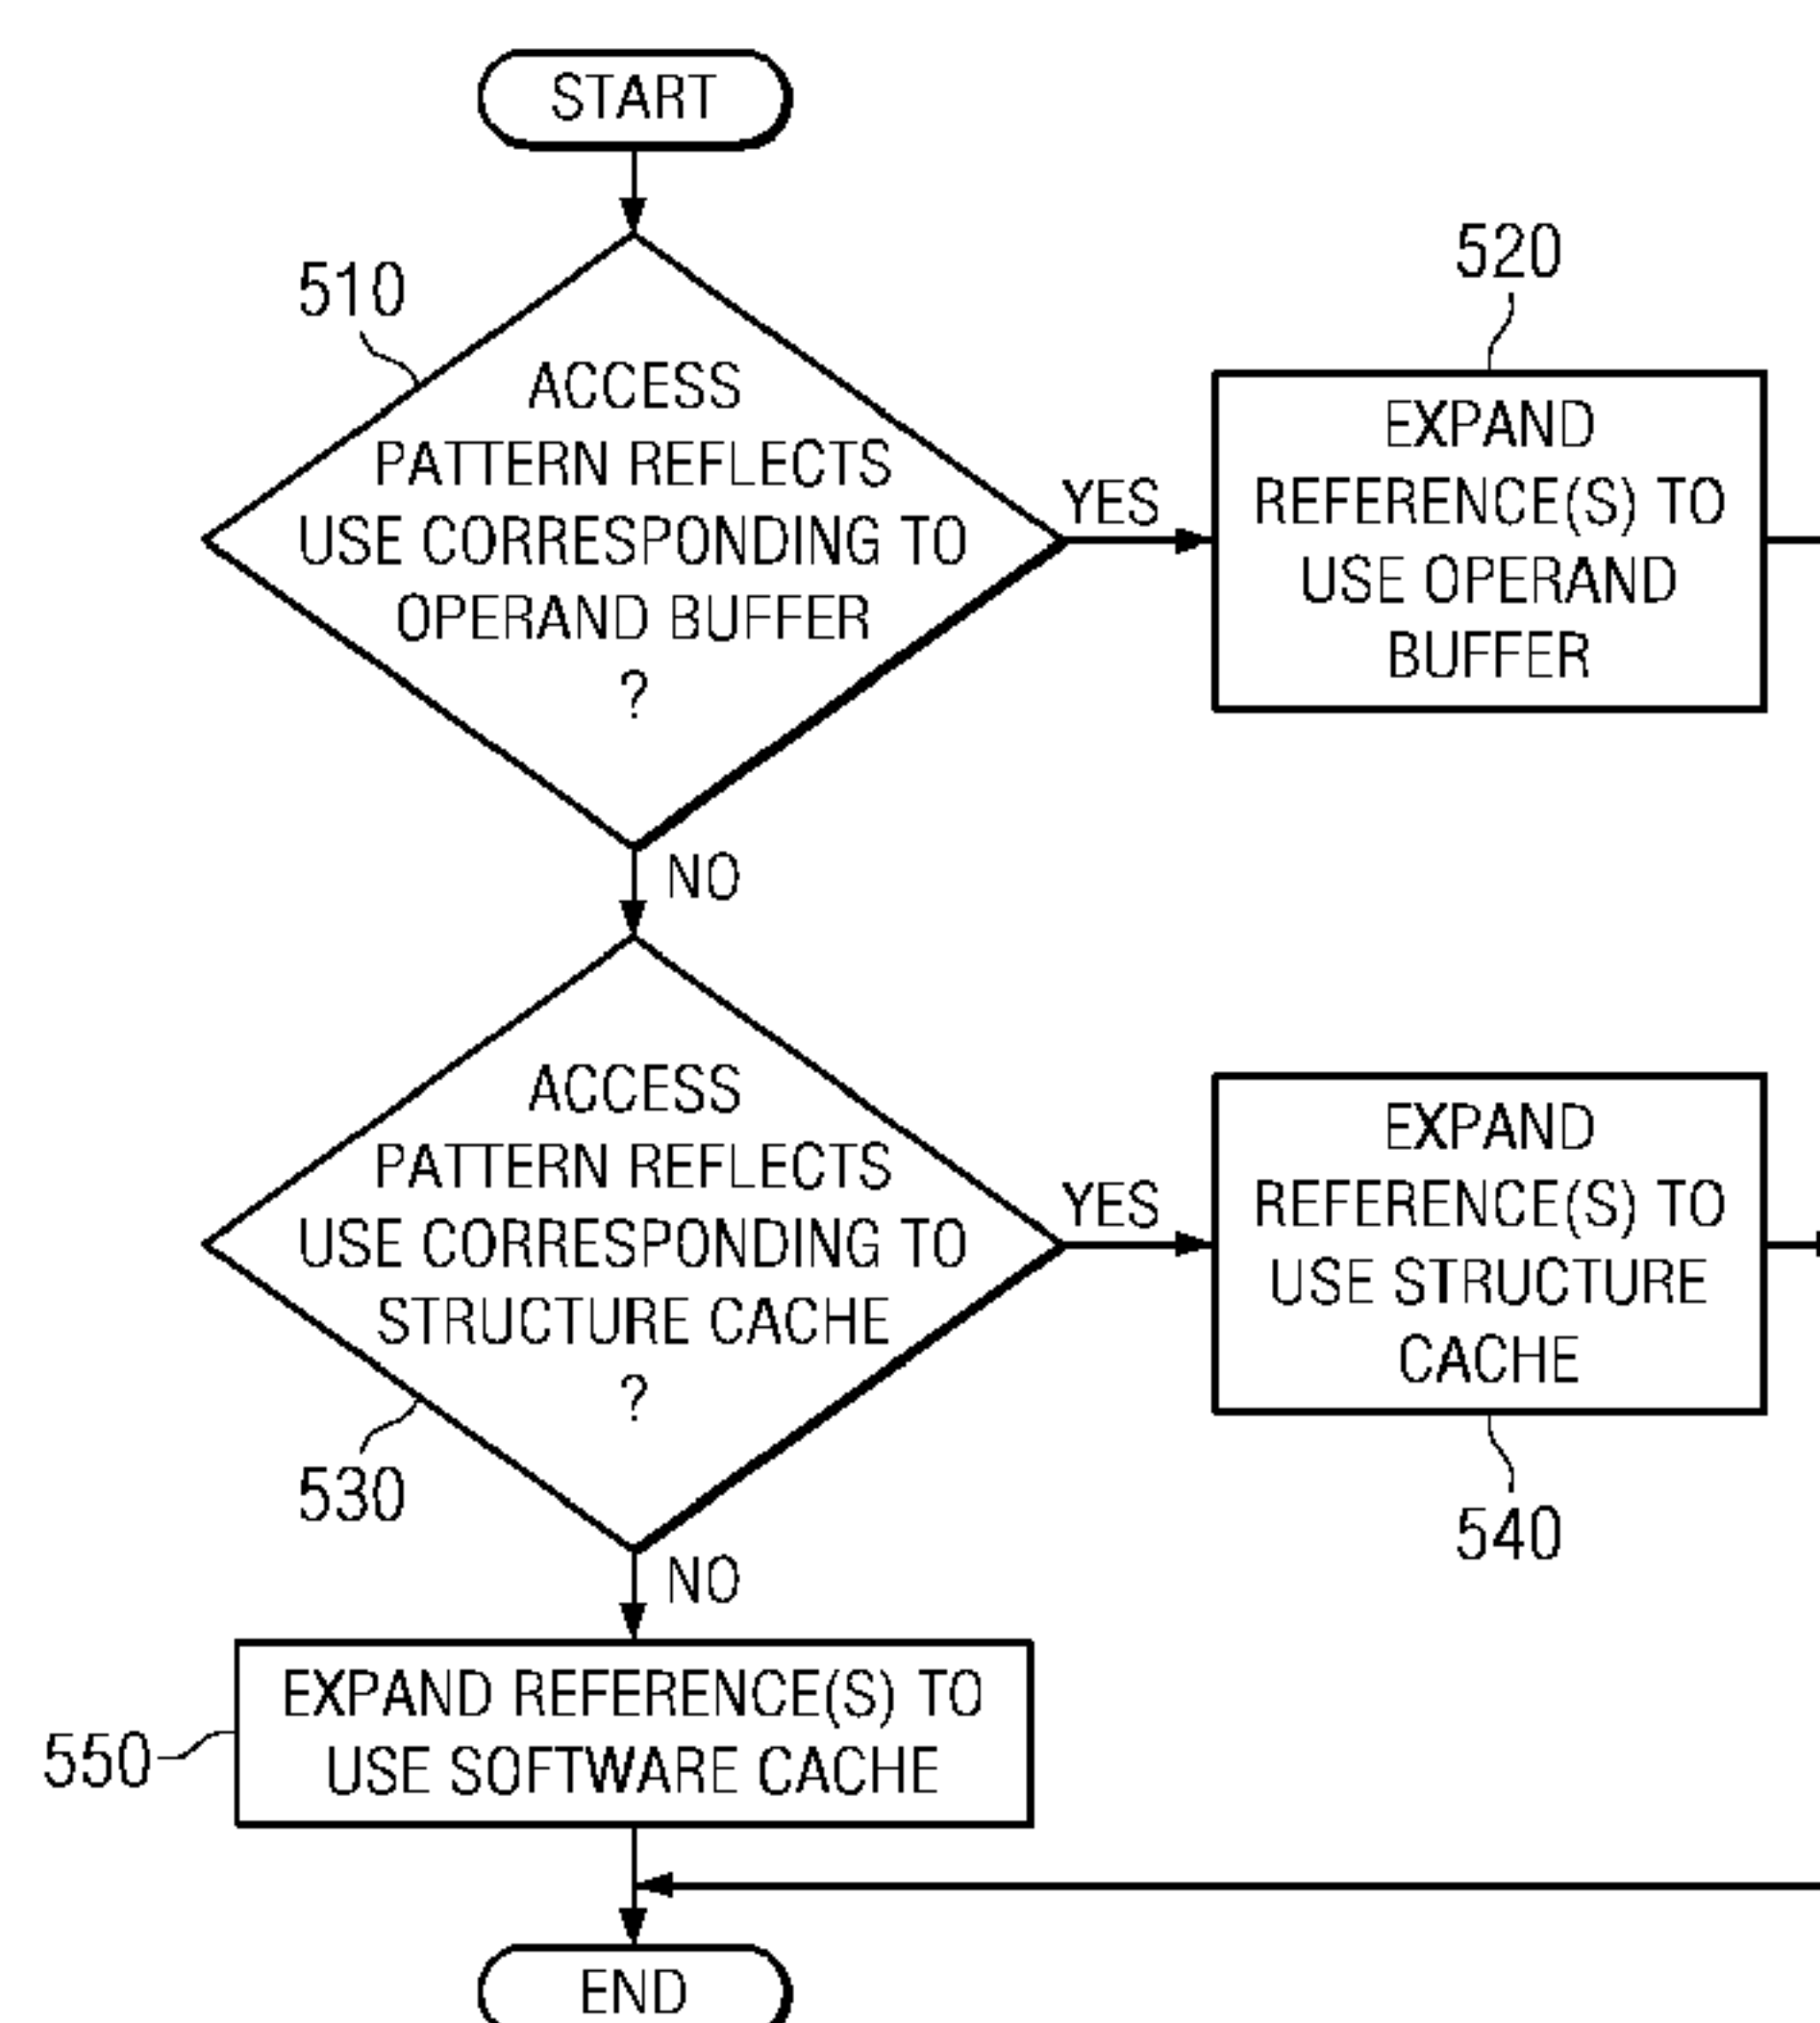 START
510
ACCESS
PATTERN REFLECTS
USE CORRESPONDING TO
OPERAND BUFFER
?
YES
520
EXPAND
REFERENCE(S) TO
USE OPERAND
BUFFER
NO
ACCESS
PATTERN REFLECTS
USE CORRESPONDING TO
STRUCTURE CACHE
?
530
YES
EXPAND
REFERENCE(S) TO
USE STRUCTURE
CACHE
540
NO
EXPAND REFERENCE(S) TO
USE SOFTWARE CACHE
550
END